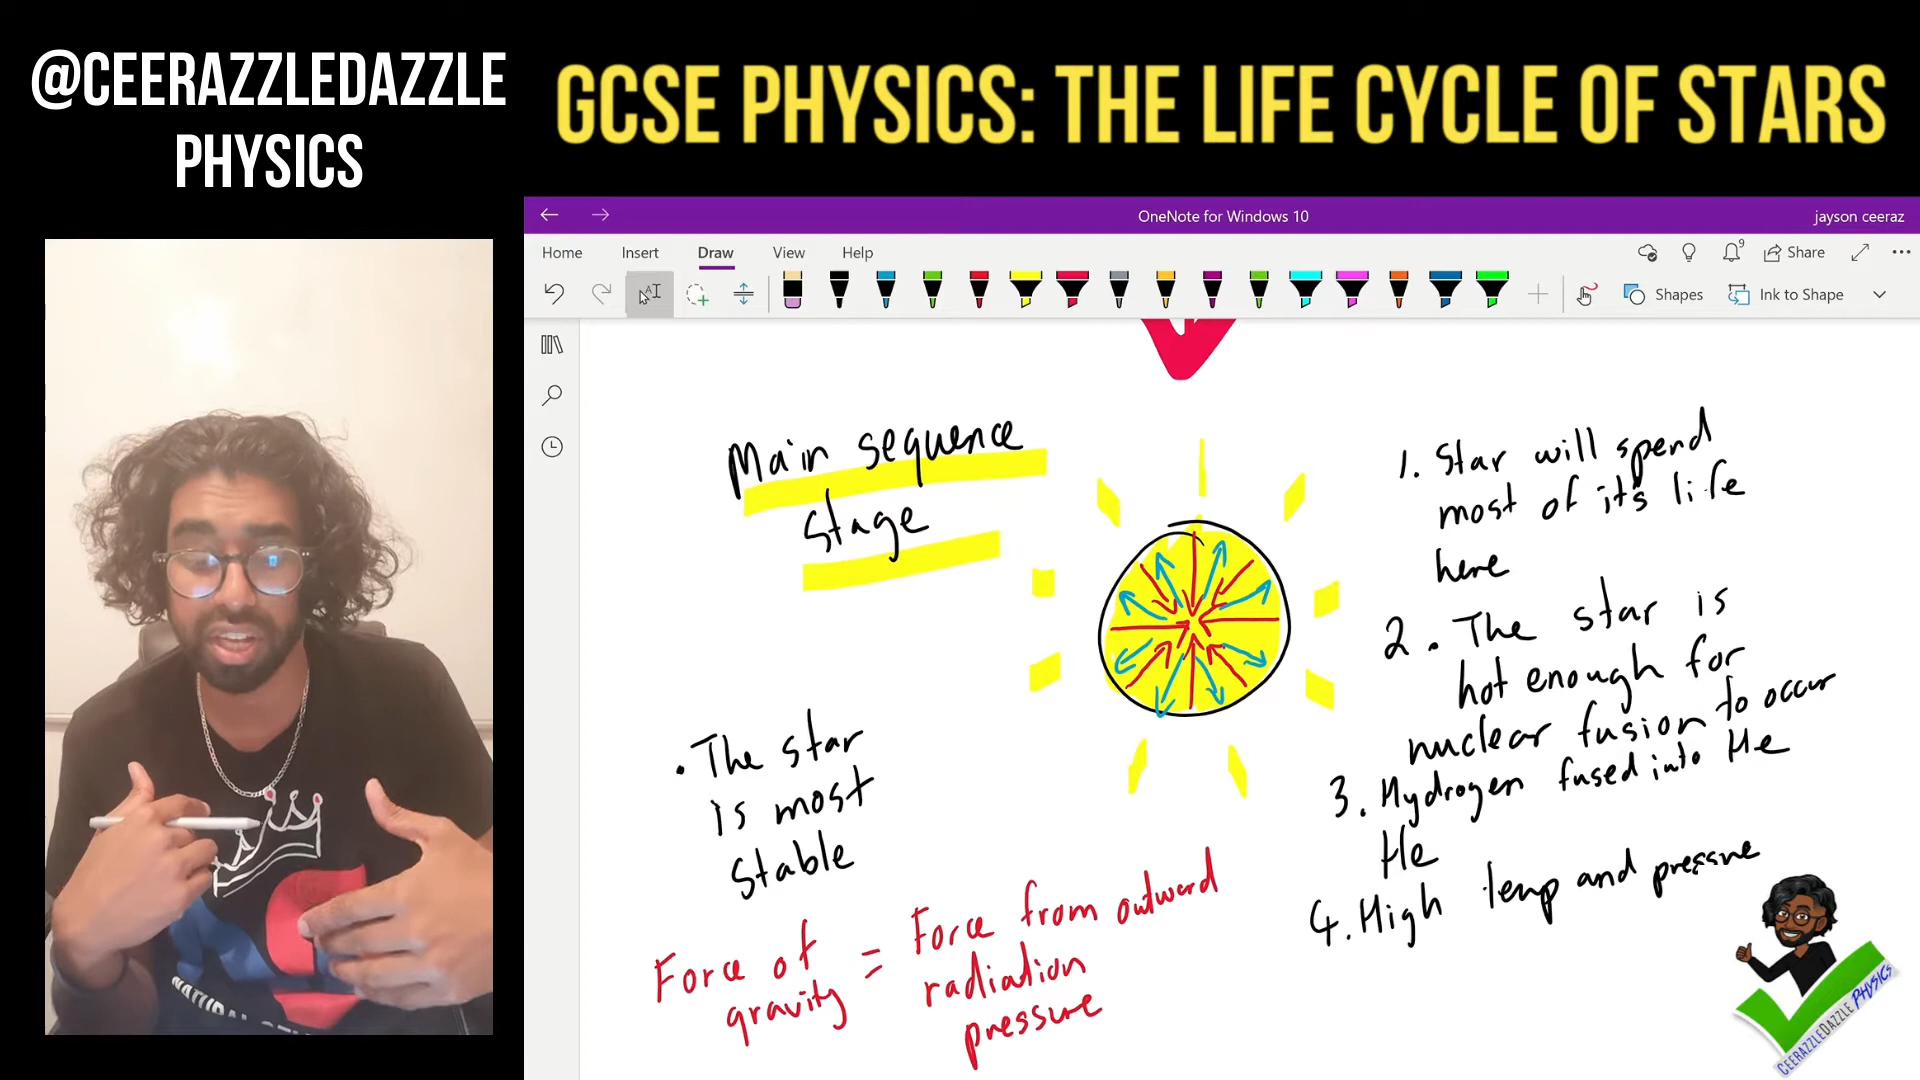 @CEERAZZLEDAZZLE
PHYSICS
GCSE PHYSICS: THE LIFE CYCLE OF STARS
OneNote for Windows 10
jayson ceeraz
Home
Insert
Draw
View
Help
9
Share
Shapes
Ink to Shape
Main sequence
stage
1. Star will spend
most of it's life
here
2. The star is
hot enough for
nuclear fusion to occur
3. Hydrogen fused into He
He
4. High temp and pressure
• The star
is most
stable
Force of
gravity
= Force from outward
radiation
pressure
CEERAZZLEDAZZLE PHYSICS